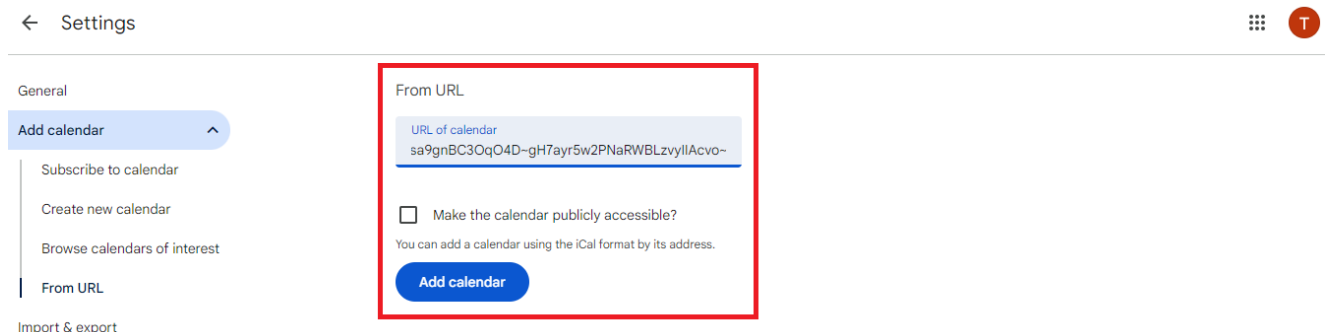 Settings
T
General
Add calendar
Subscribe to calendar
Create new calendar
Browse calendars of interest
From URL
Import & export
From URL
URL of calendar
sa9gnBC3OqO4D~gH7ayr5w2PNaRWBLzvyIIAcvo~
Make the calendar publicly accessible?
You can add a calendar using the iCal format by its address.
Add calendar